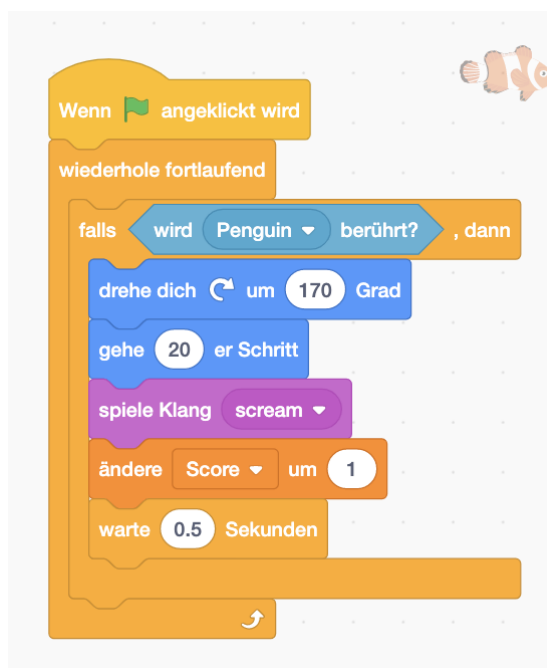 Wenn angeklickt wird
wiederhole fortlaufend
falls wird Penguin berührt? , dann
drehe dich um 170 Grad
gehe 20 er Schritt
spiele Klang scream
ändere Score um 1
warte 0.5 Sekunden